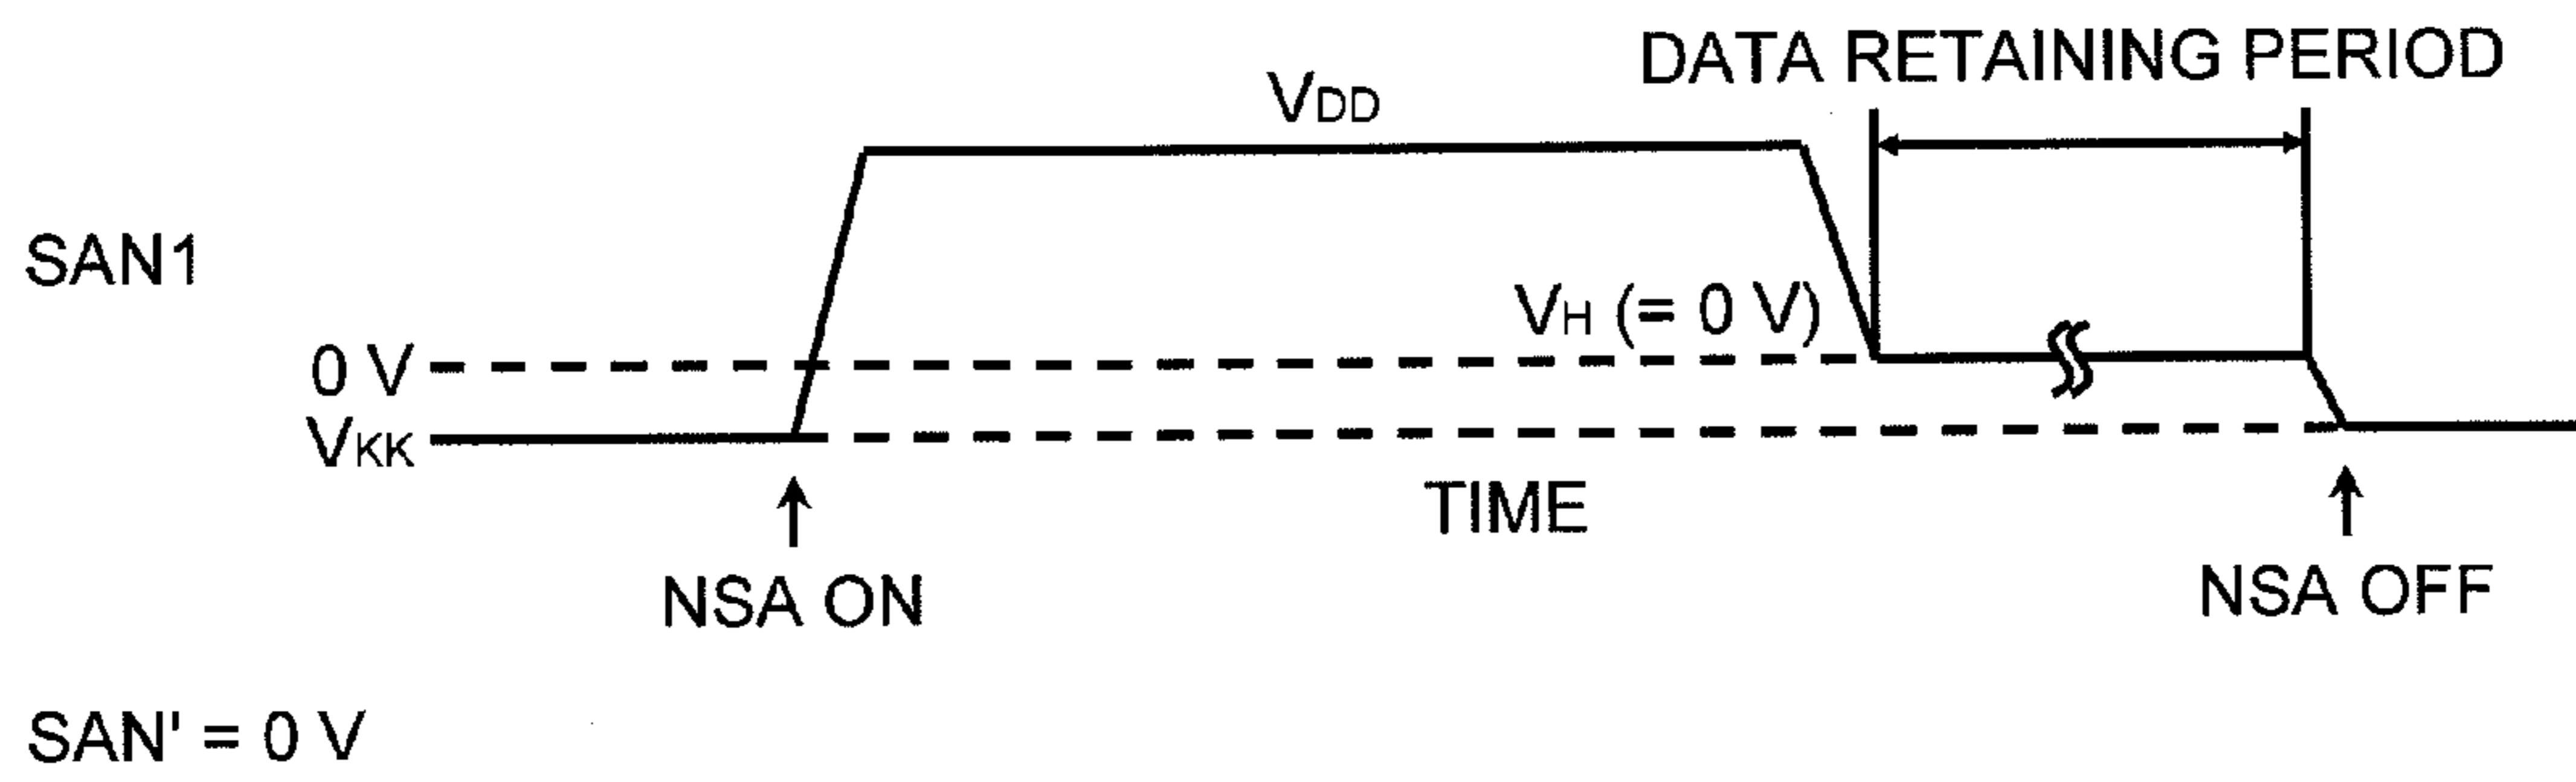 DATA RETAINING PERIOD
VDD
SAN1
VH (= 0 V)
0 V
VKK
TIME
NSA ON
NSA OFF
SAN' = 0 V